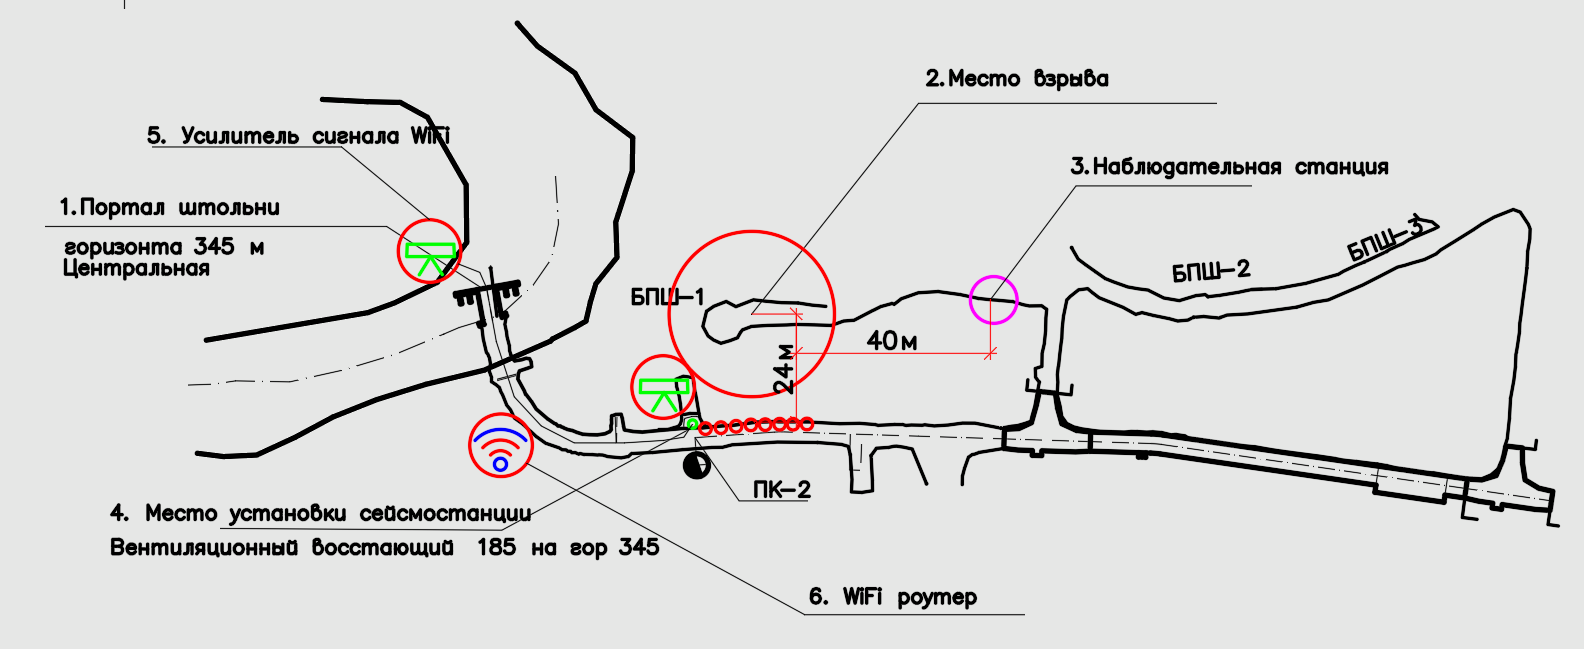 2.Место взрыва
5. Усилитель сигнала WiFi
3.Наблюдательная станция
1.Портал штольни
горизонта 345 м
Центральная
БПШ-3
БПШ-2
БПШ-1
40м
24м
ПК-2
4. Место установки сейсмостанции
Вентиляционный восстающий 185 на гор 345
6. WiFi роутер